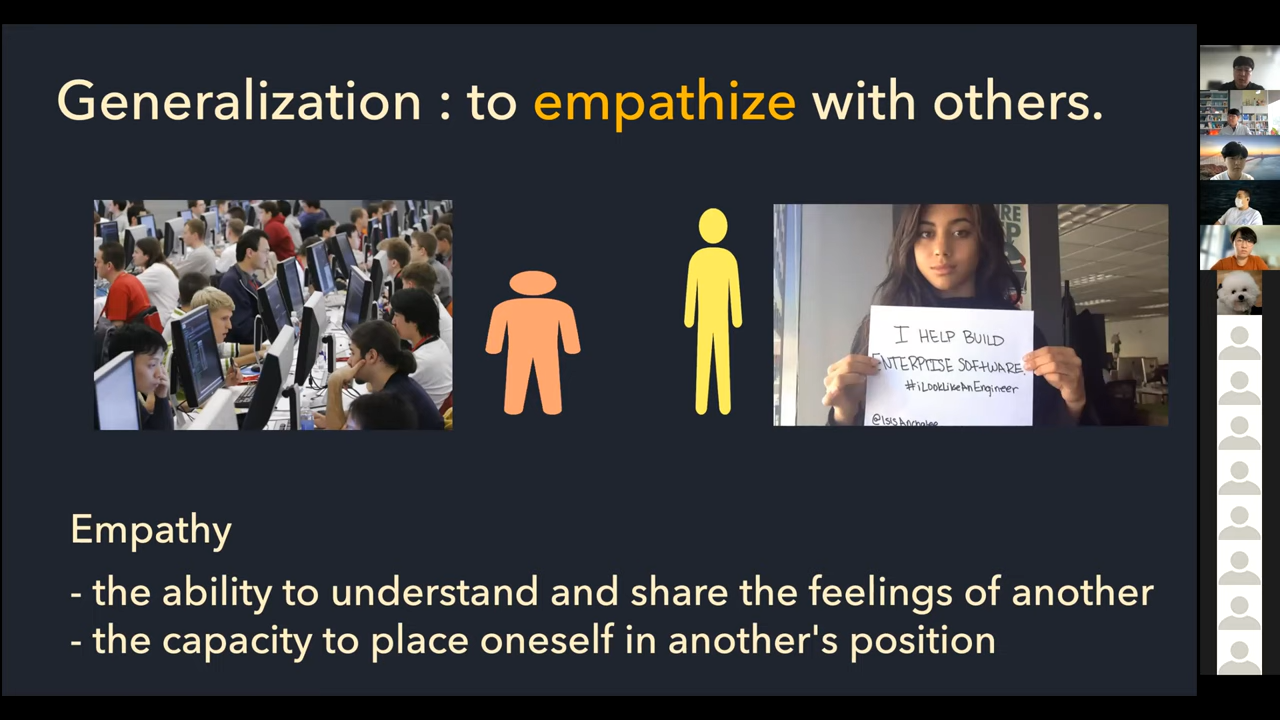 Generalization : to empathize with others.
I HELP BUILD
ENTERPRISE SOFTWARE.
#iLookLikeAnEngineer
@IsisAnchalee
Empathy
- the ability to understand and share the feelings of another
- the capacity to place oneself in another's position